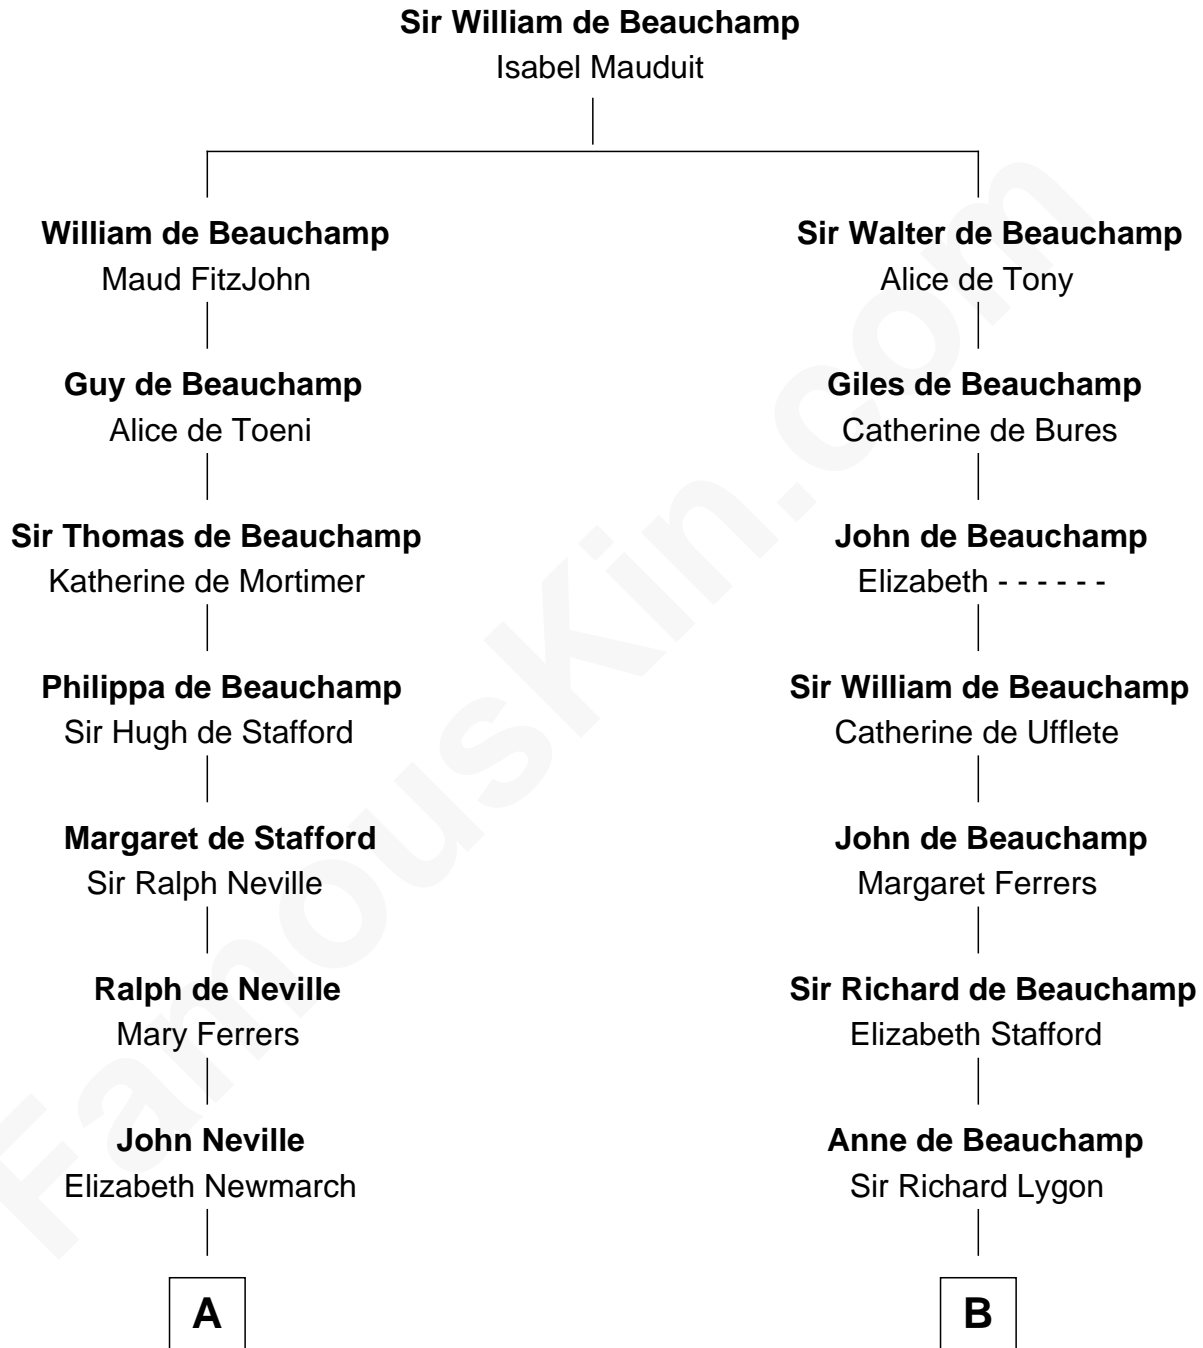 Sir William de Beauchamp
Isabel Mauduit
William de Beauchamp
Maud FitzJohn
Sir Walter de Beauchamp
Alice de Tony
Guy de Beauchamp
Alice de Toeni
Giles de Beauchamp
Catherine de Bures
Sir Thomas de Beauchamp
Katherine de Mortimer
John de Beauchamp
Elizabeth - - - - - -
Philippa de Beauchamp
Sir Hugh de Stafford
Sir William de Beauchamp
Catherine de Ufflete
Margaret de Stafford
Sir Ralph Neville
John de Beauchamp
Margaret Ferrers
Ralph de Neville
Mary Ferrers
Sir Richard de Beauchamp
Elizabeth Stafford
John Neville
Elizabeth Newmarch
Anne de Beauchamp
Sir Richard Lygon
A
B
FamousKin.com